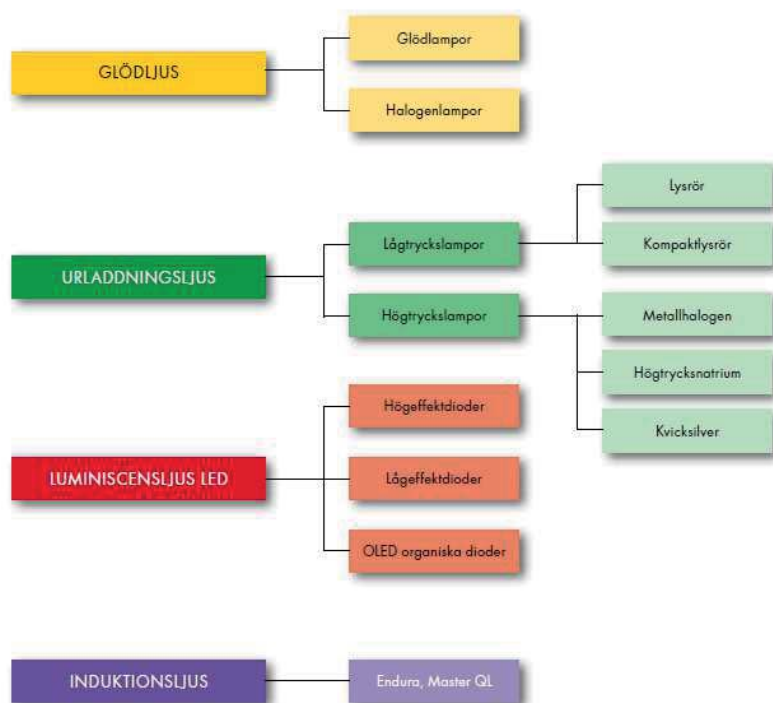 GLÖDLJUS
Glödlampor
Halogenlampor
URLADDNINGSLJUS
Lågtryckslampor
Lysrör
Kompaktlysrör
Högtryckslampor
Metallhalogen
Högtrycksnatrium
Kvicksilver
LUMINISCENSLJUS LED
Högeffektdioder
Lågeffektdioder
OLED organiska dioder
INDUKTIONSLJUS
Endura, Master QL